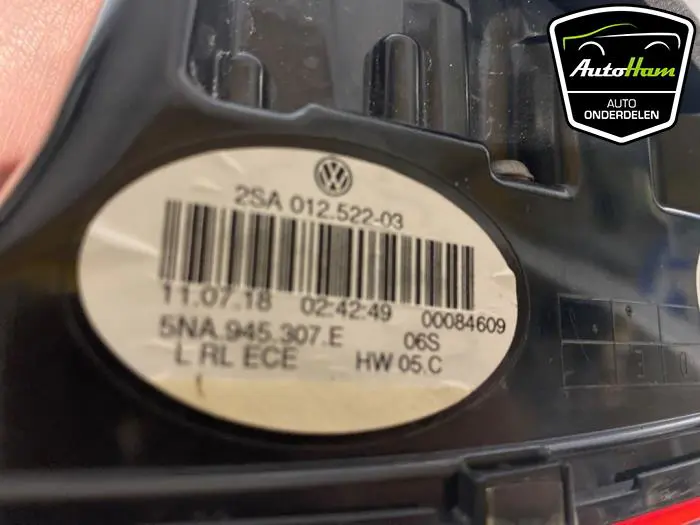 AutoHam
AUTO
ONDERDELEN
VW
2SA 012.522-03
11.07.18 02:42:49 00084609
5NA.945.307.E 06S
L RL ECE HW 05.C